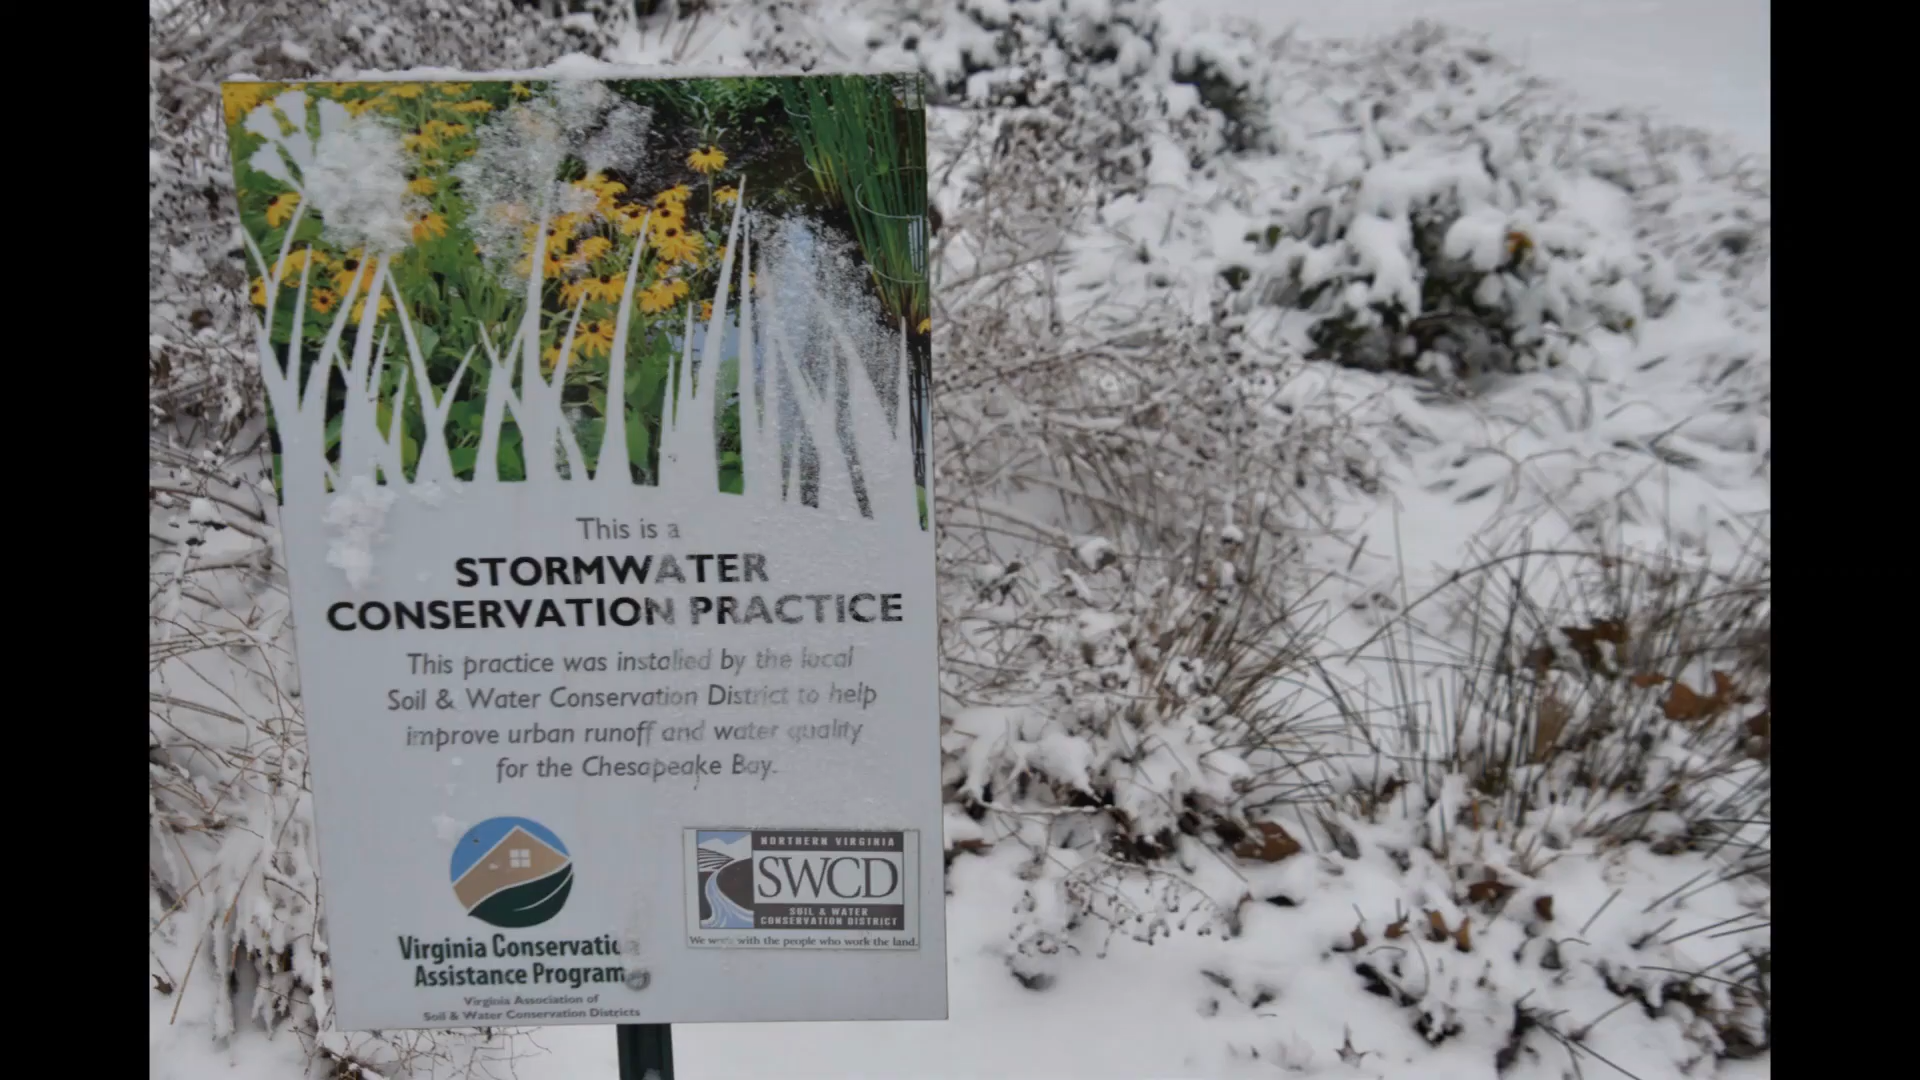 This is a
STORMWATER
CONSERVATION PRACTICE
This practice was installed by the local
Soil & Water Conservation District to help
improve urban runoff and water quality
for the Chesapeake Bay.
Virginia Conservation
Assistance Program
Virginia Association of
Soil & Water Conservation Districts
NORTHERN VIRGINIA
SWCD
SOIL & WATER
CONSERVATION DISTRICT
We work with the people who work the land.